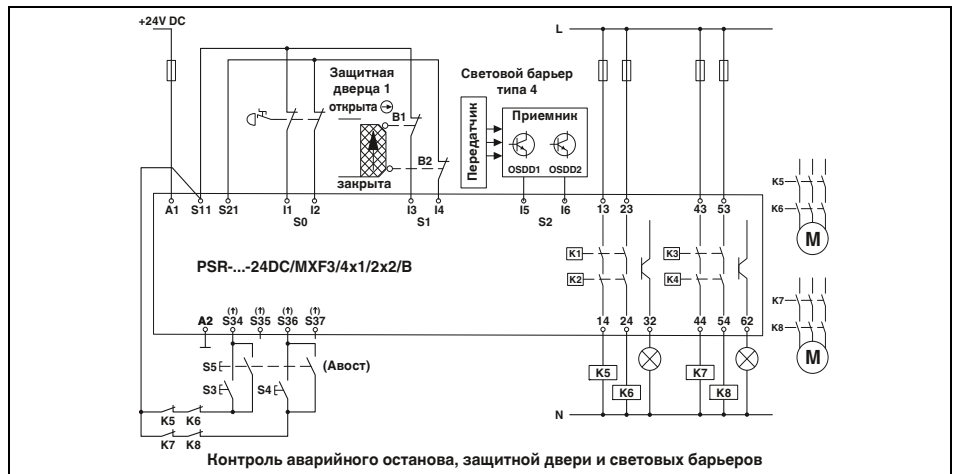 +24V DC
L
Защитная
дверца 1
открыта
закрыта
B1
B2
Световой барьер
типа 4
Передатчик
Приемник
OSDD1 OSDD2
K5
K6
M
A1 S11 S21 I1 I2 I3 I4 I5 I6 13 23 43 53
S0 S1 S2
K1 K3
K2 K4
PSR-...-24DC/MXF3/4x1/2x2/B
K7
K8
M
(†) (†) (†) (†)
A2 S34 S35 S36 S37 14 24 32 44 54 62
S5 (Авост)
S3 S4
K5 K7
K6 K8
K5 K6
K7 K8
N
Контроль аварийного останова, защитной двери и световых барьеров